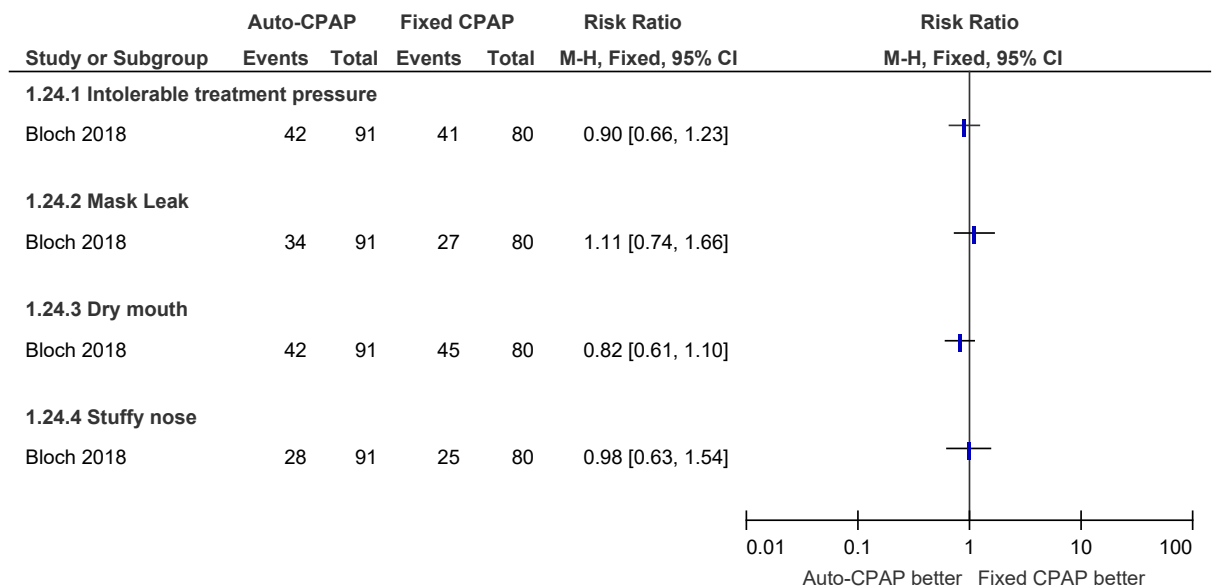 Auto-CPAP Fixed CPAP Risk Ratio Risk Ratio
Study or Subgroup Events Total Events Total M-H, Fixed, 95% CI M-H, Fixed, 95% CI
1.24.1 Intolerable treatment pressure
Bloch 2018 42 91 41 80 0.90 [0.66, 1.23]
1.24.2 Mask Leak
Bloch 2018 34 91 27 80 1.11 [0.74, 1.66]
1.24.3 Dry mouth
Bloch 2018 42 91 45 80 0.82 [0.61, 1.10]
1.24.4 Stuffy nose
Bloch 2018 28 91 25 80 0.98 [0.63, 1.54]
0.01 0.1 1 10 100
Auto-CPAP better Fixed CPAP better